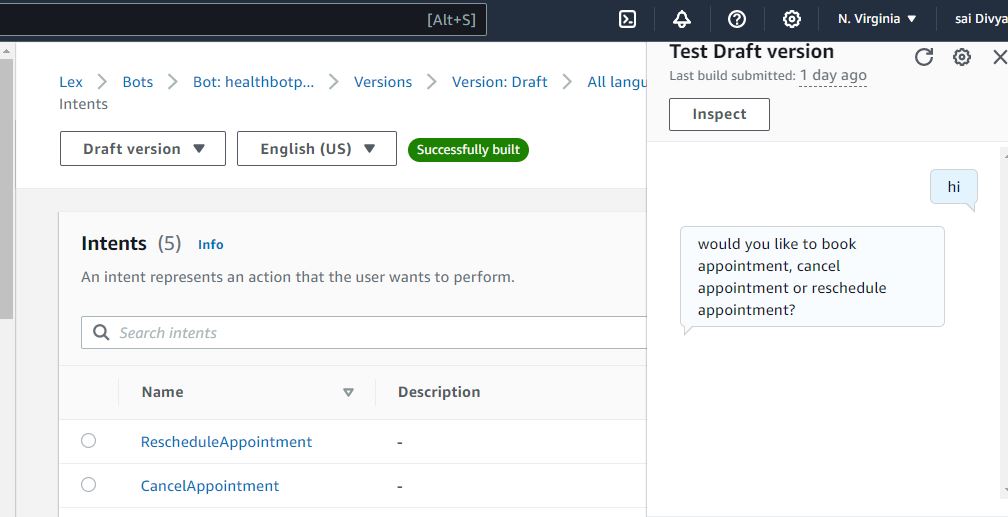 [Alt+S]
N. Virginia
sai Divya
Lex
Bots
Bot: healthbotp...
Versions
Version: Draft
All langu
Intents
Draft version
English (US)
Successfully built
Intents (5) Info
An intent represents an action that the user wants to perform.
Search intents
Name
Description
RescheduleAppointment
-
CancelAppointment
-
Test Draft version
Last build submitted: 1 day ago
Inspect
hi
would you like to book
appointment, cancel
appointment or reschedule
appointment?